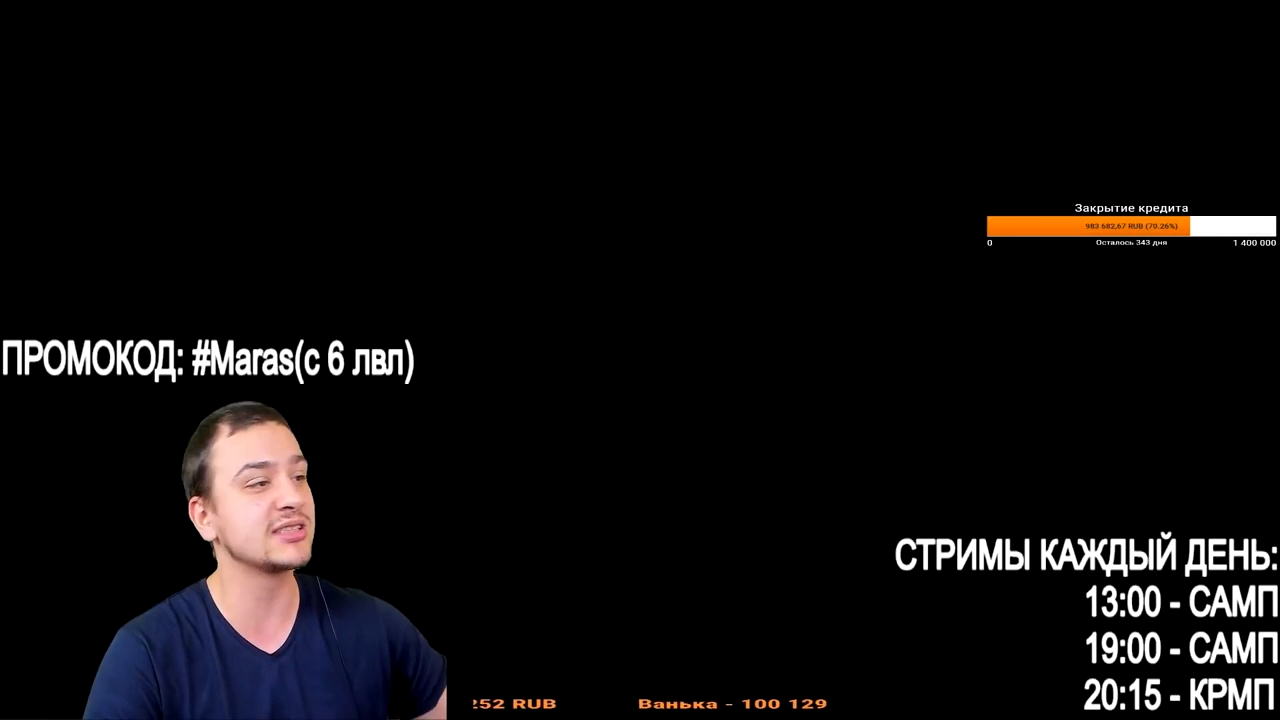 Закрытие кредита
983 682,67 RUB (70.26%)
0 Осталось 343 дня 1 400 000
ПРОМОКОД: #Maras(с 6 лвл)
СТРИМЫ КАЖДЫЙ ДЕНЬ:
13:00 - САМП
19:00 - САМП
20:15 - КРМП
252 RUB Ванька - 100 129